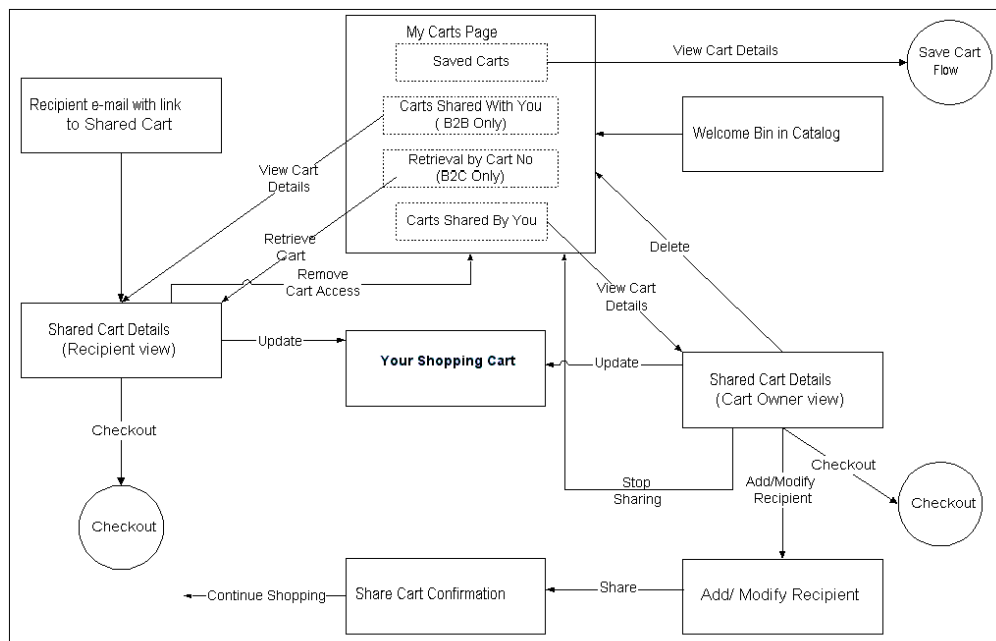 My Carts Page
Saved Carts
View Cart Details
Save Cart
Flow
Recipient e-mail with link
to Shared Cart
Carts Shared With You
( B2B Only)
Welcome Bin in Catalog
Retrieval by Cart No
(B2C Only)
View Cart
Details
Carts Shared By You
Retrieve
Cart
Delete
Remove
Cart Access
View Cart
Details
Shared Cart Details
(Recipient view)
Update
Your Shopping Cart
Update
Shared Cart Details
(Cart Owner view)
Checkout
Checkout
Stop
Sharing
Add/Modify
Recipient
Checkout
Checkout
Continue Shopping
Share Cart Confirmation
Share
Add/ Modify Recipient